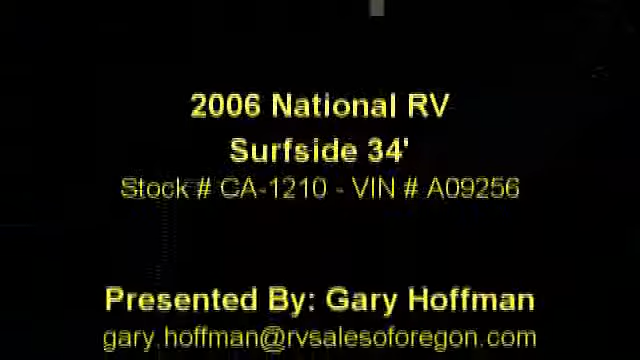 2006 National RV
Surfside 34'
Stock # CA-1210 - VIN # A09256
Presented By: Gary Hoffman
gary.hoffman@rvsalesoforegon.com